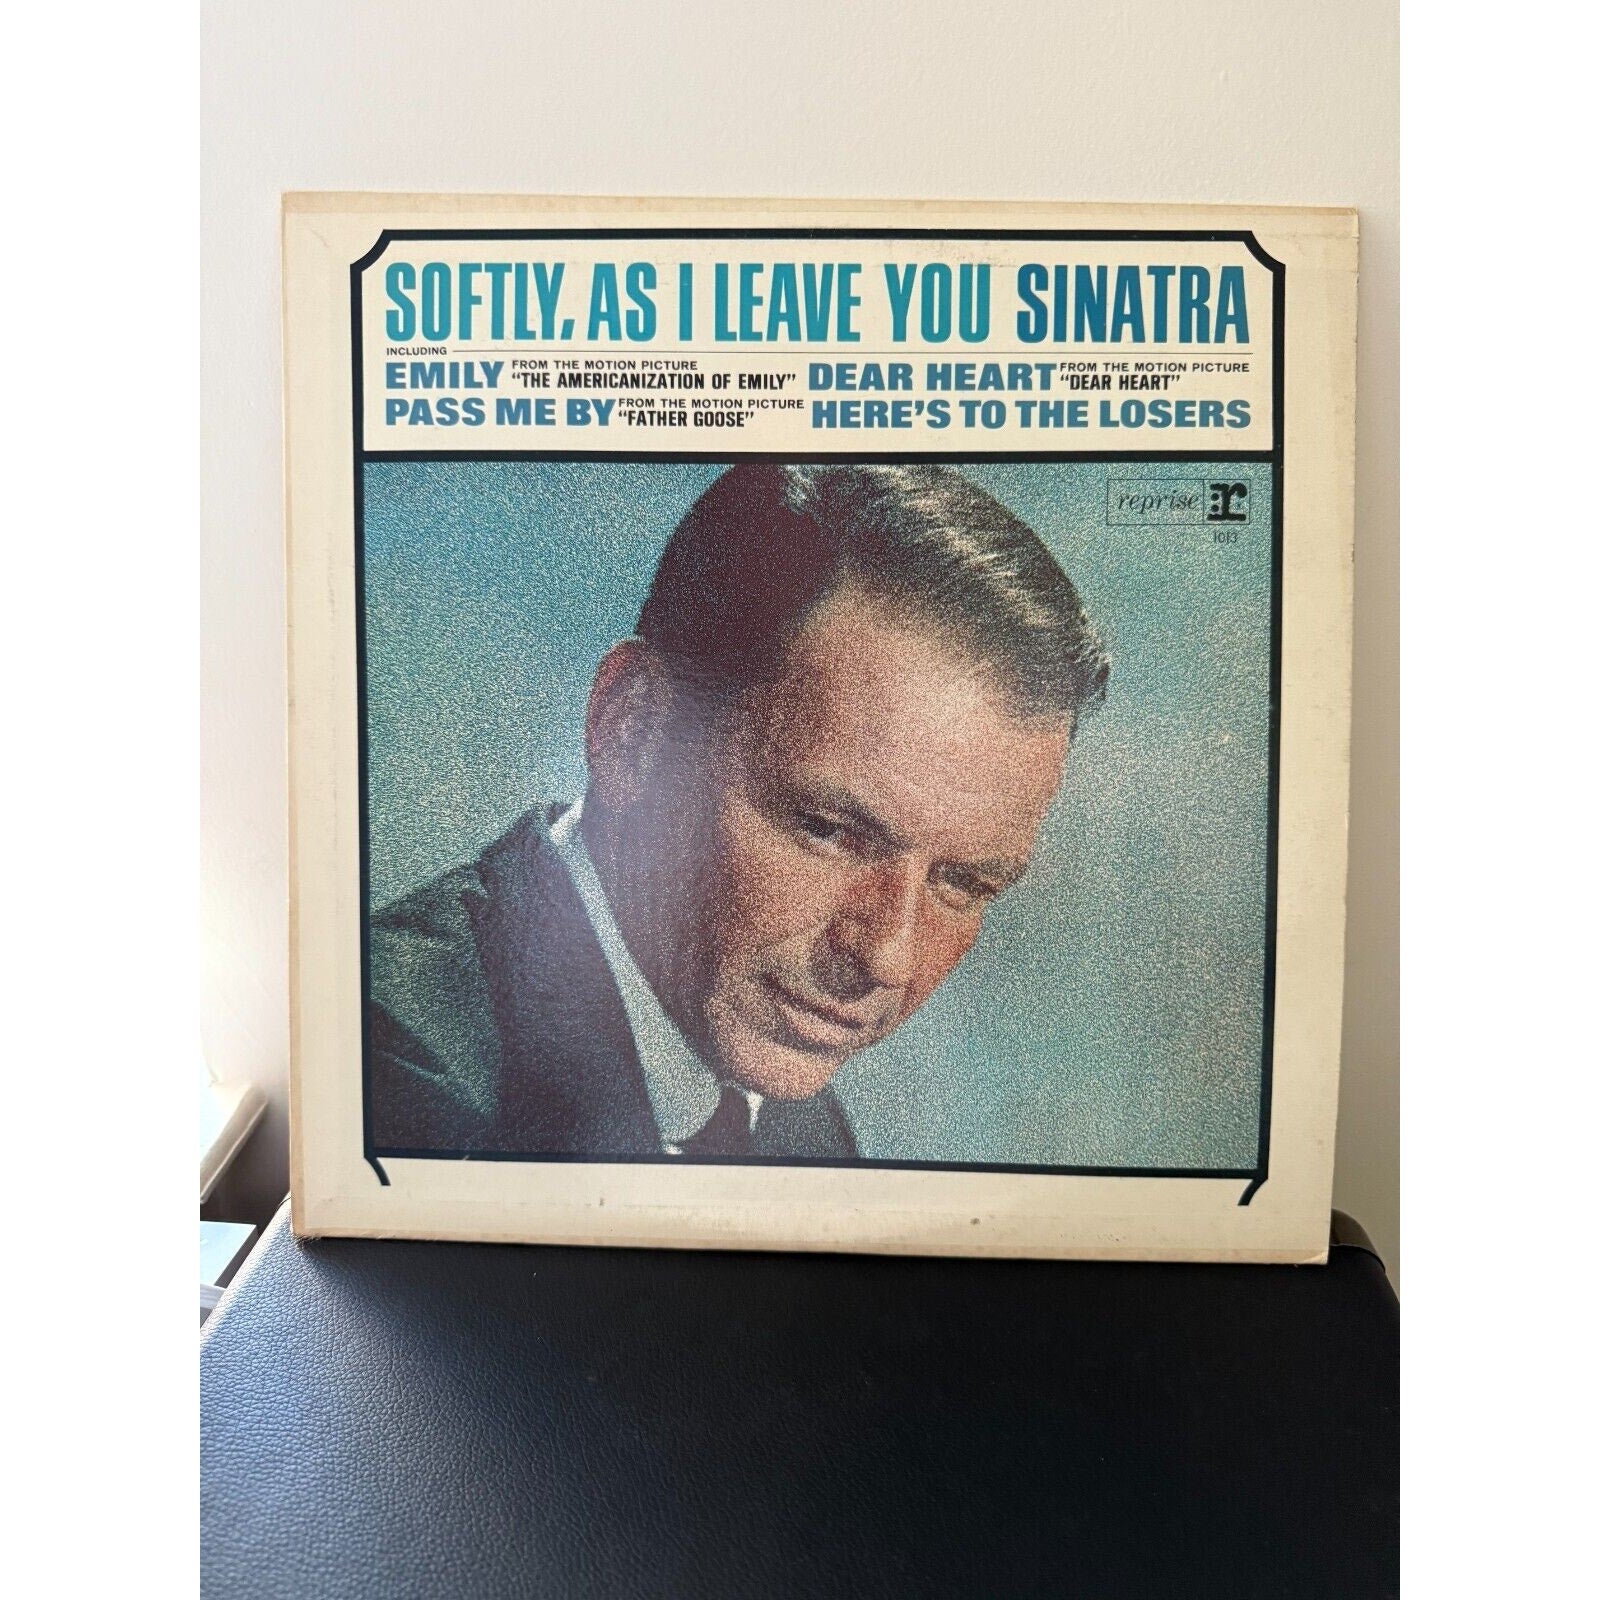 SOFTLY, AS I LEAVE YOU SINATRA
INCLUDING
EMILY FROM THE MOTION PICTURE "THE AMERICANIZATION OF EMILY"
DEAR HEART FROM THE MOTION PICTURE "DEAR HEART"
PASS ME BY FROM THE MOTION PICTURE "FATHER GOOSE"
HERE'S TO THE LOSERS
reprise r:
1013